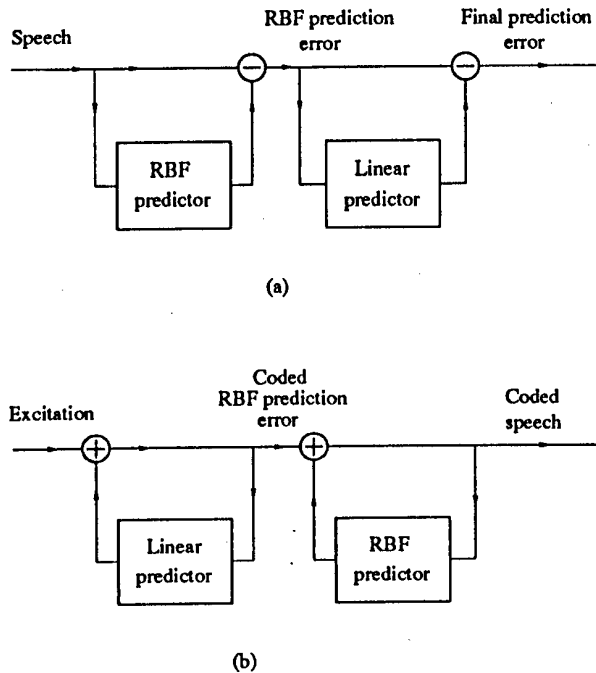 Speech
RBF prediction
error
Final prediction
error
RBF
predictor
Linear
predictor
(a)
Excitation
Coded
RBF prediction
error
Coded
speech
Linear
predictor
RBF
predictor
(b)